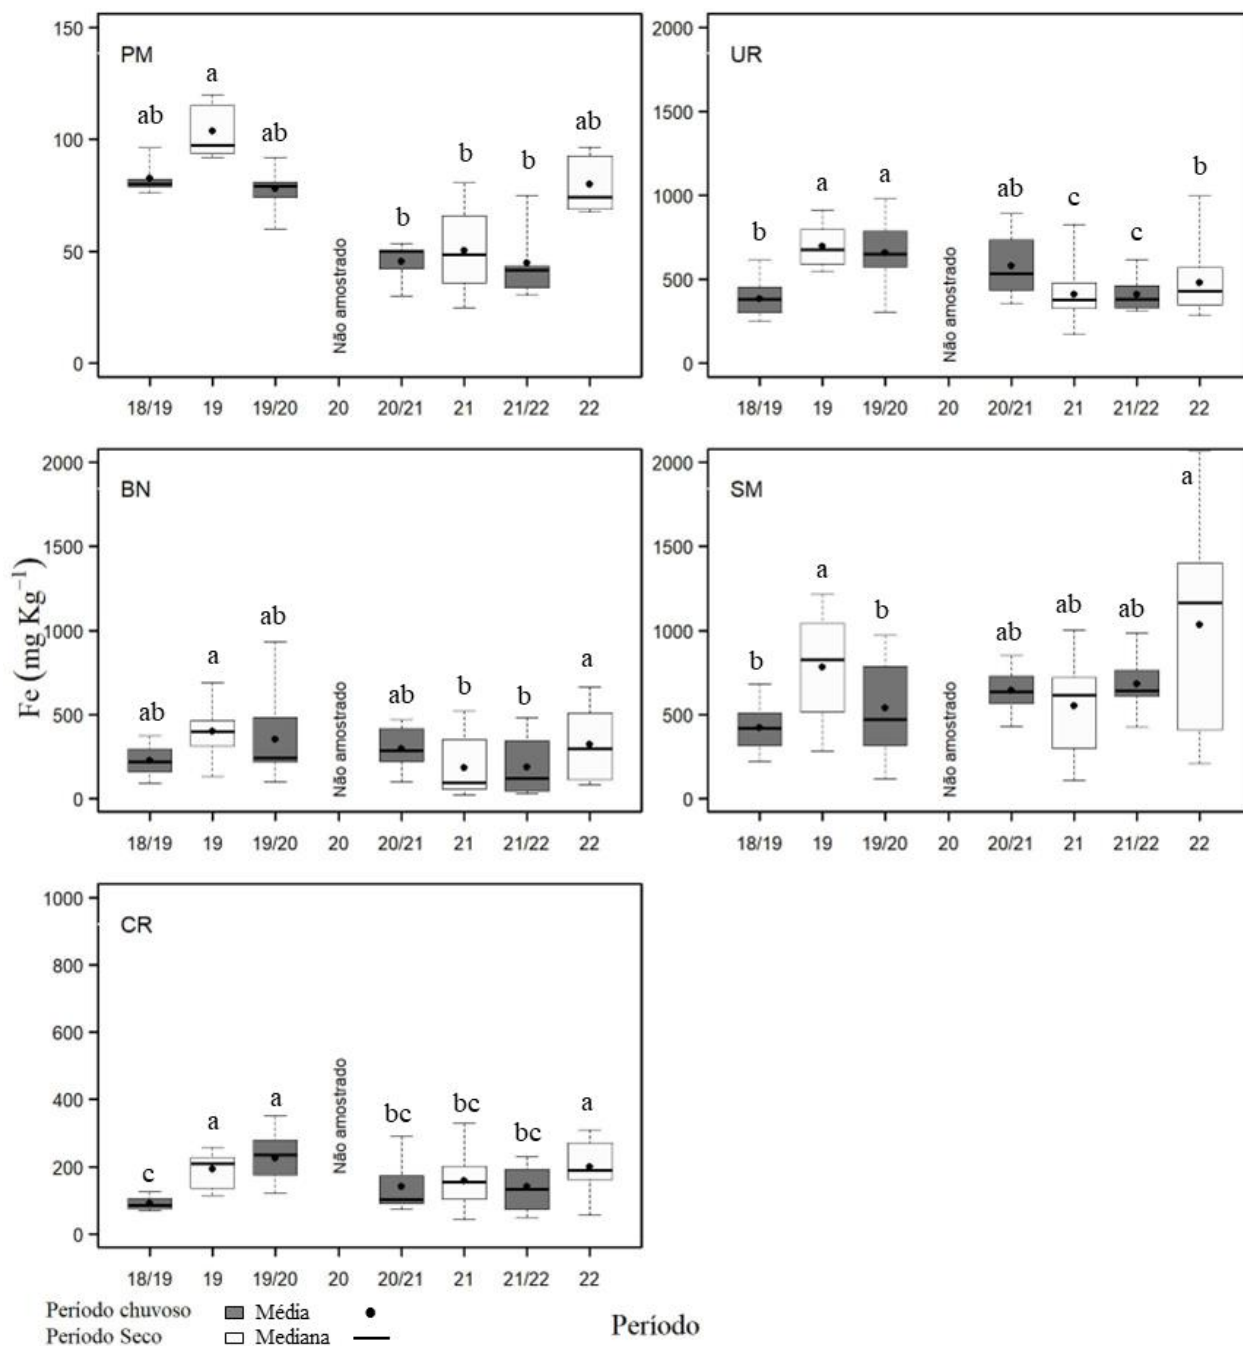 PM
150
100
50
0
ab
a
ab
b
b
b
ab
Não amostrado
18/19 19 19/20 20 20/21 21 21/22 22
UR
2000
1500
1000
500
0
b
a
a
ab
c
c
b
Não amostrado
18/19 19 19/20 20 20/21 21 21/22 22
Fe (mg Kg⁻¹)
BN
2000
1500
1000
500
0
ab
a
ab
ab
b
b
a
Não amostrado
18/19 19 19/20 20 20/21 21 21/22 22
SM
2000
1500
1000
500
0
b
a
b
ab
ab
ab
a
Não amostrado
18/19 19 19/20 20 20/21 21 21/22 22
CR
1000
800
600
400
200
0
c
a
a
bc
bc
bc
a
Não amostrado
18/19 19 19/20 20 20/21 21 21/22 22
Período chuvoso Média
Período Seco Mediana
Período